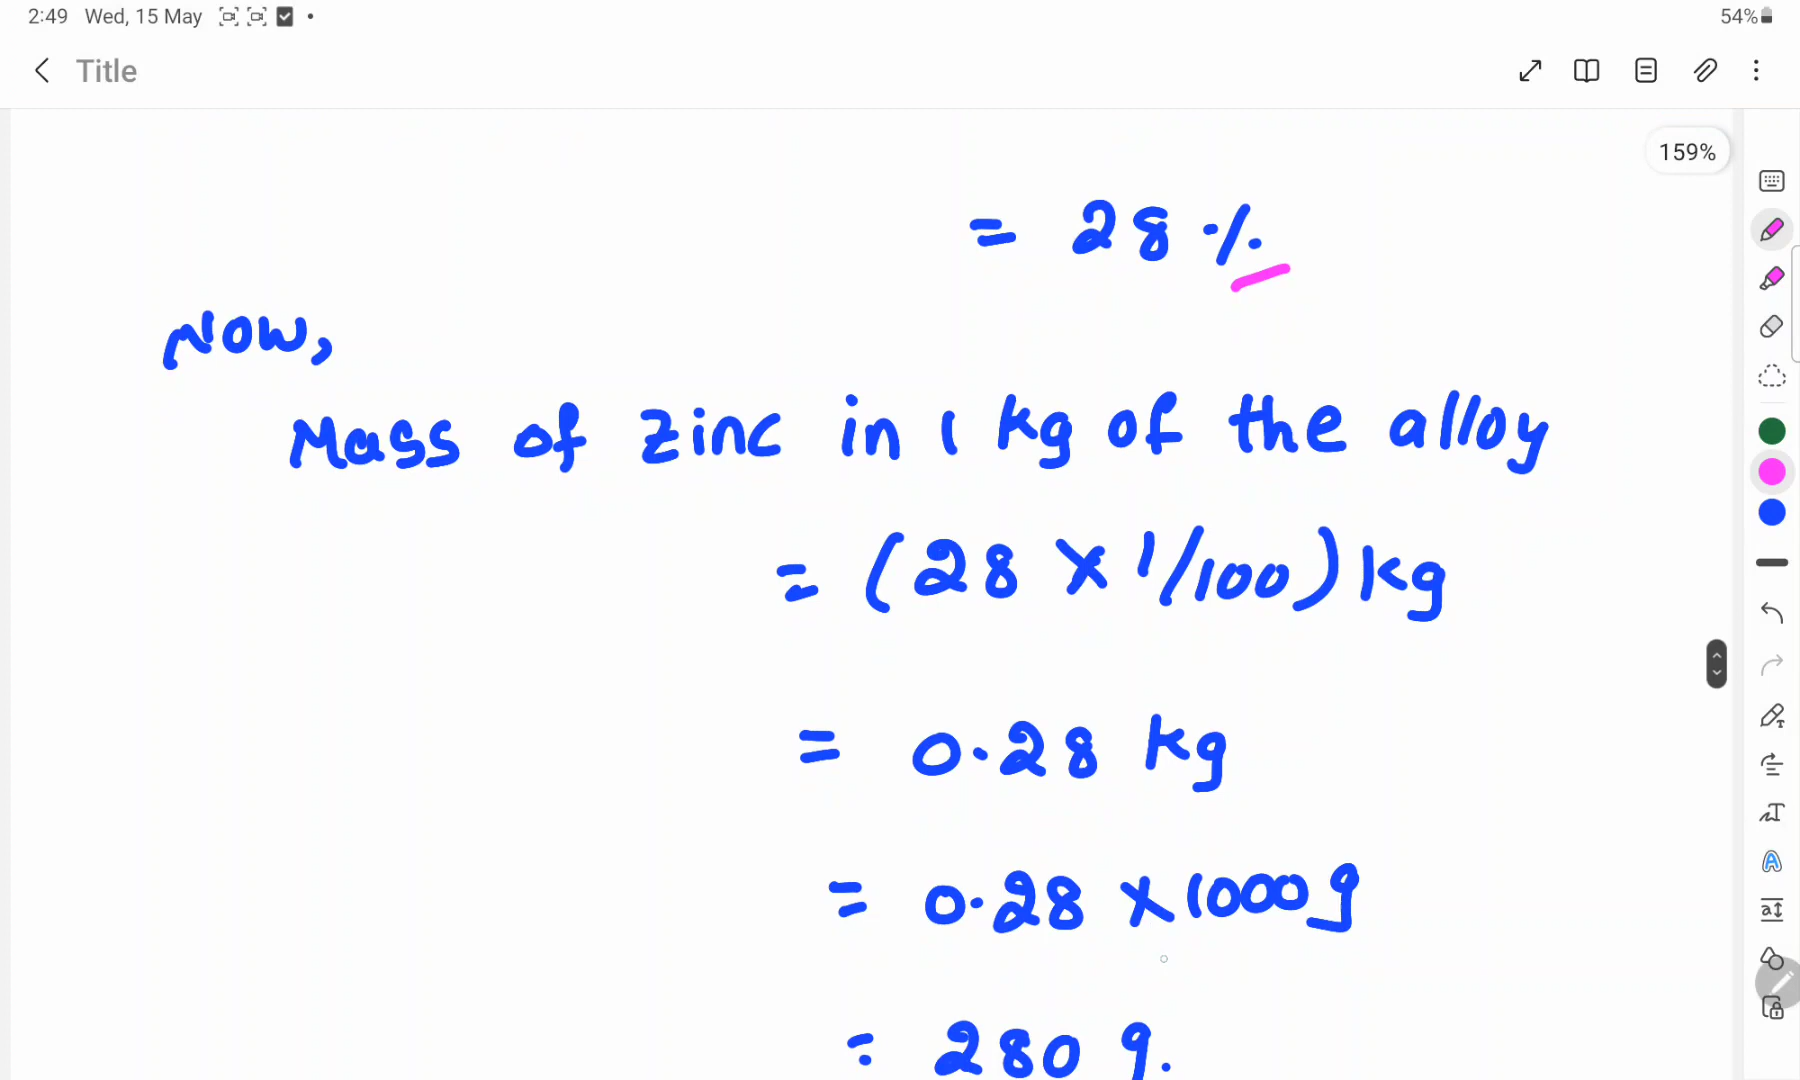 2:49 Wed, 15 May
54%
Title
159%
= 28 %
Now,
Mass of zinc in 1 kg of the alloy
= (28 × 1/100) kg
= 0.28 kg
= 0.28 × 1000 g
= 280 g.